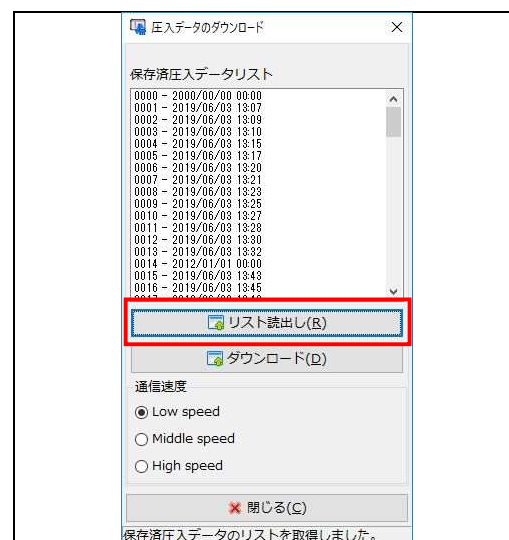 圧入データのダウンロード
保存済圧入データリスト
0000 - 2000/00/00 00:00
0001 - 2019/06/03 13:07
0002 - 2019/06/03 13:09
0003 - 2019/06/03 13:10
0004 - 2019/06/03 13:15
0005 - 2019/06/03 13:17
0006 - 2019/06/03 13:20
0007 - 2019/06/03 13:21
0008 - 2019/06/03 13:23
0009 - 2019/06/03 13:25
0010 - 2019/06/03 13:27
0011 - 2019/06/03 13:28
0012 - 2019/06/03 13:30
0013 - 2019/06/03 13:32
0014 - 2012/01/01 00:00
0015 - 2019/06/03 13:43
0016 - 2019/06/03 13:45
リスト読出し(R)
ダウンロード(D)
通信速度
Low speed
Middle speed
High speed
閉じる(C)
保存済圧入データのリストを取得しました。